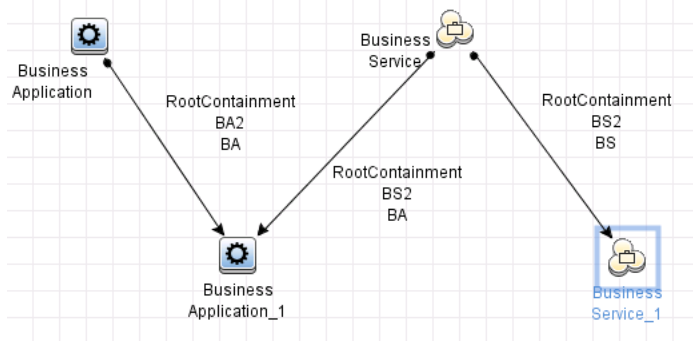 Business
Service
Business
Application
RootContainment
BA2
BA
RootContainment
BS2
BS
RootContainment
BS2
BA
Business
Application_1
Business
Service_1